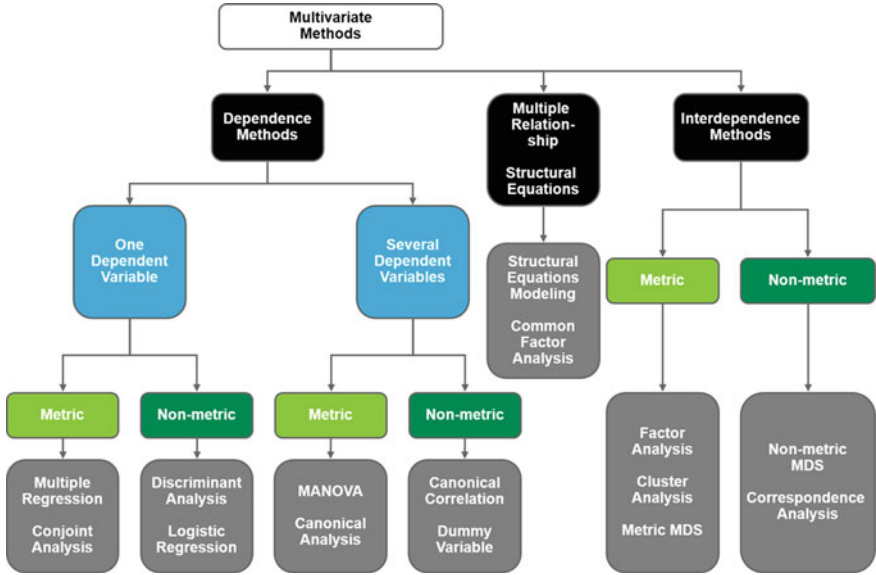 Multivariate
Methods
Dependence
Methods
Multiple
Relation-
ship
Structural
Equations
Interdependence
Methods
One
Dependent
Variable
Several
Dependent
Variables
Structural
Equations
Modeling
Common
Factor
Analysis
Metric
Non-metric
Metric
Non-metric
Metric
Non-metric
Multiple
Regression
Conjoint
Analysis
Discriminant
Analysis
Logistic
Regression
MANOVA
Canonical
Analysis
Canonical
Correlation
Dummy
Variable
Factor
Analysis
Cluster
Analysis
Metric MDS
Non-metric
MDS
Correspondence
Analysis